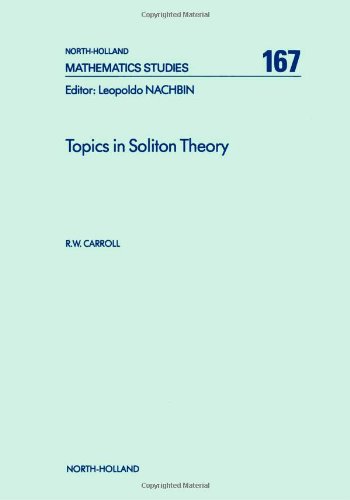 Copyrighted Material
NORTH-HOLLAND
MATHEMATICS STUDIES 167
Editor: Leopoldo NACHBIN
Topics in Soliton Theory
R.W. CARROLL
NORTH-HOLLAND
Copyrighted Material